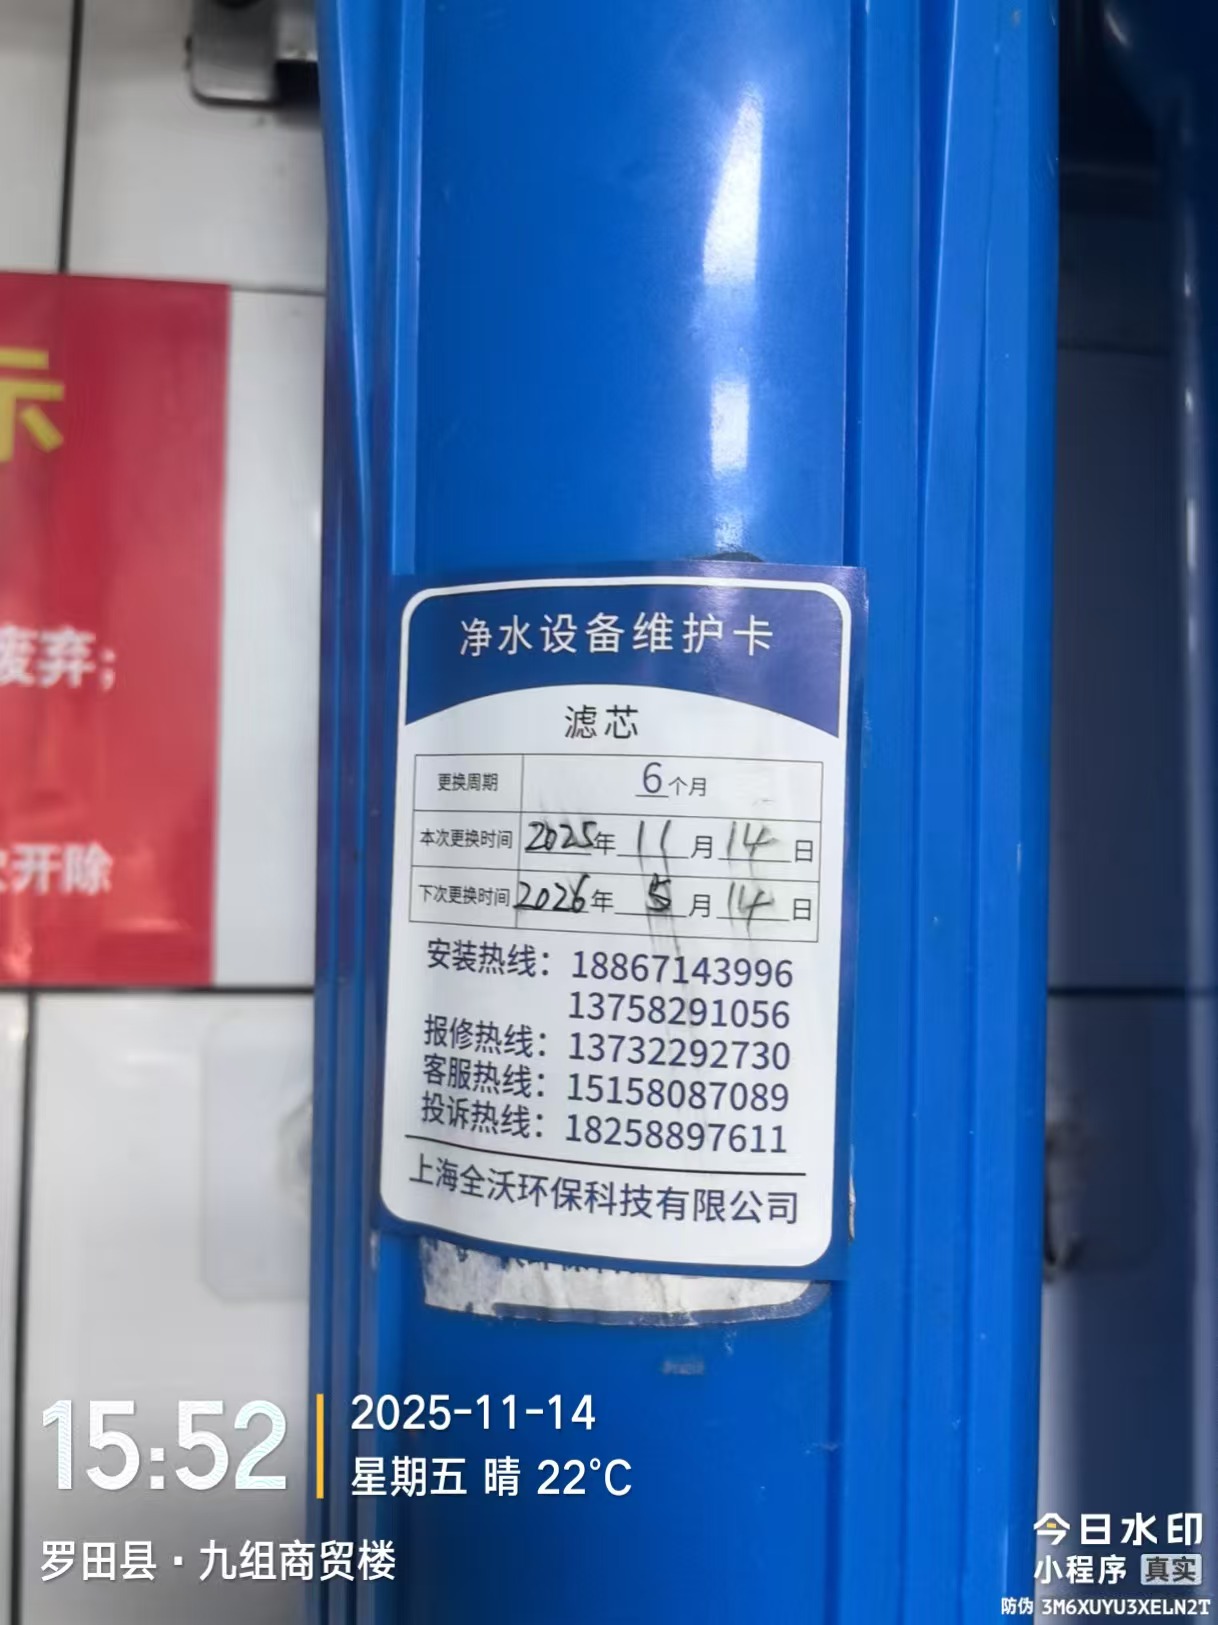 示
废弃；
开除
净水设备维护卡
滤芯
更换周期 6个月
本次更换时间 2025年11月14日
下次更换时间 2026年5月14日
安装热线：18867143996
13758291056
报修热线：13732292730
客服热线：15158087089
投诉热线：18258897611
上海全沃环保科技有限公司
15:52
2025-11-14
星期五 晴 22°C
罗田县·九组商贸楼
今日水印
小程序 真实
防伪 3M6XUYU3XELN2T